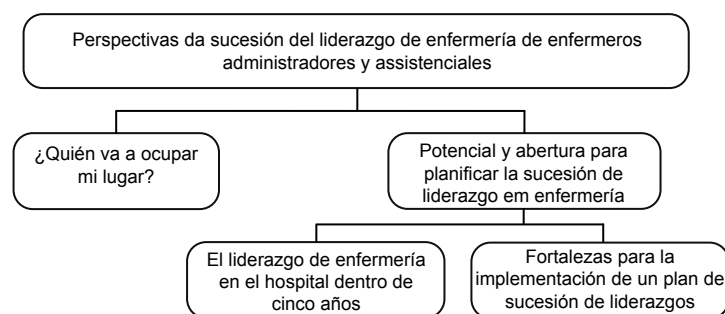 Perspectivas da sucesión del liderazgo de enfermería de enfermeros
administradores y assistenciales
¿Quién va a ocupar
mi lugar?
Potencial y abertura para
planificar la sucesión de
liderazgo em enfermería
El liderazgo de enfermería
en el hospital dentro de
cinco años
Fortalezas para la
implementación de un plan de
sucesión de liderazgos